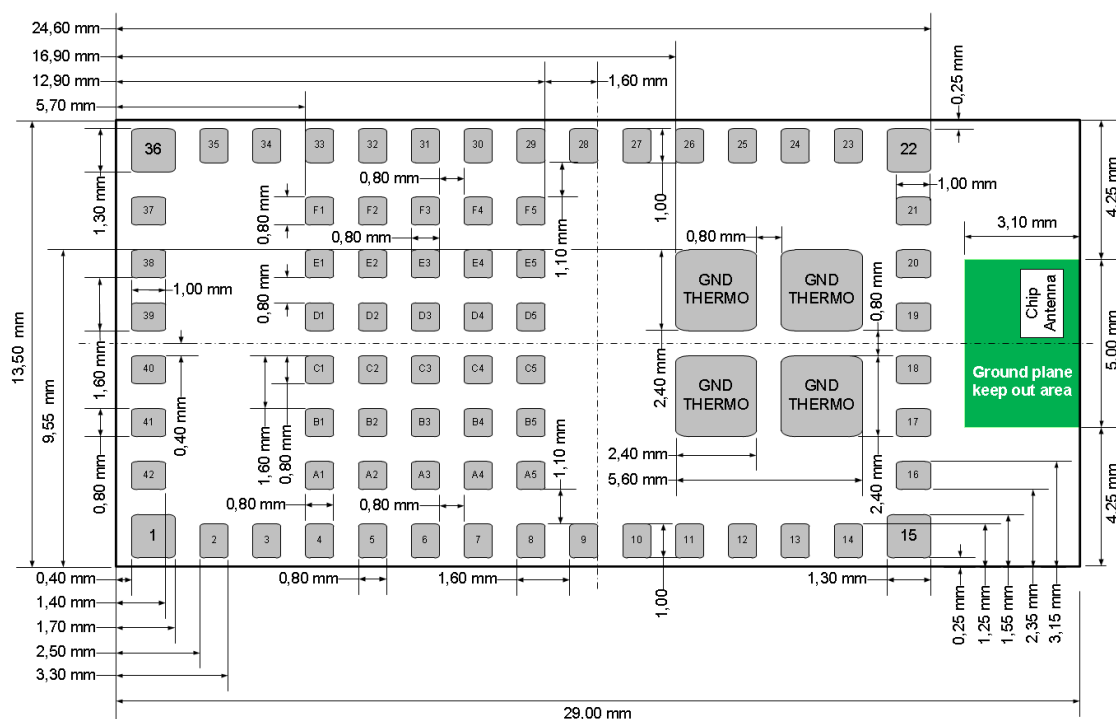 24,60 mm
16,90 mm
12,90 mm
1,60 mm
5,70 mm
0,25 mm
36 35 34 33 32 31 30 29 28 27 26 25 24 23 22
0,80 mm
1,00
1,00 mm
4,25 mm
1,30 mm
37 F1 F2 F3 F4 F5 21
0,80 mm
0,80 mm
1,10 mm
0,80 mm
3,10 mm
38 E1 E2 E3 E4 E5 20
GND
THERMO
GND
THERMO
1,00 mm
0,80 mm
0,80 mm
Chip
Antenna
39 D1 D2 D3 D4 D5 19
13,50 mm
9,55 mm
1,60 mm
0,40 mm
2,40 mm
5,00 mm
40 C1 C2 C3 C4 C5 18
GND
THERMO
GND
THERMO
Ground plane
keep out area
41 B1 B2 B3 B4 B5 17
0,80 mm
1,60 mm
0,80 mm
1,10 mm
2,40 mm
5,60 mm
2,40 mm
42 A1 A2 A3 A4 A5 16
4,25 mm
0,80 mm
0,80 mm
1 2 3 4 5 6 7 8 9 10 11 12 13 14 15
0,40 mm
0,80 mm
1,60 mm
1,00
1,30 mm
0,25 mm
1,25 mm
1,55 mm
2,35 mm
3,15 mm
1,40 mm
1,70 mm
2,50 mm
3,30 mm
29,00 mm